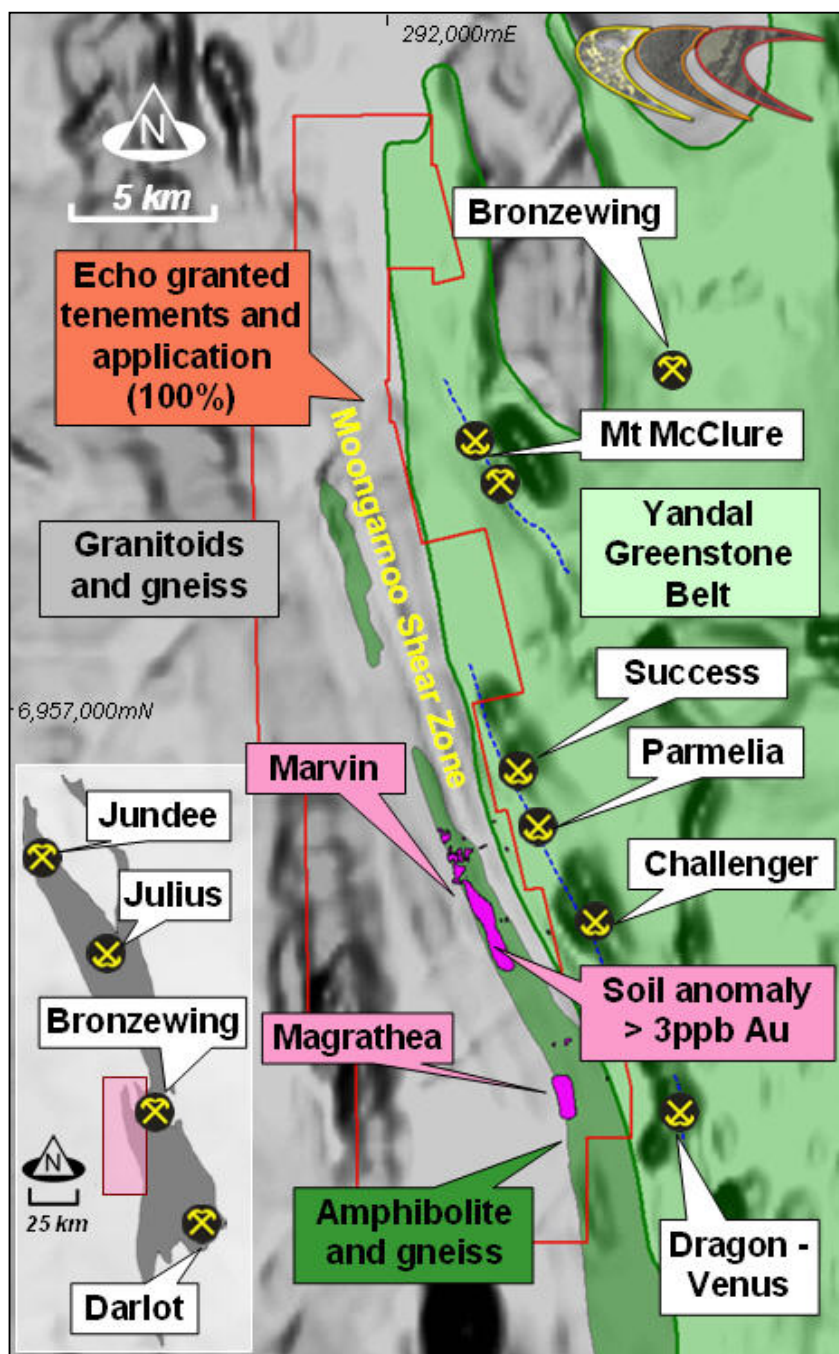 292,000mE
N
5 km
Bronzewing
Echo granted
tenements and
application
(100%)
Mt McClure
Moongarnoo Shear Zone
Granitoids
and gneiss
Yandal
Greenstone
Belt
Success
6,957,000mN
Marvin
Parmelia
Jundee
Challenger
Julius
Soil anomaly
> 3ppb Au
Bronzewing
Magrathea
N
25 km
Amphibolite
and gneiss
Darlot
Dragon -
Venus